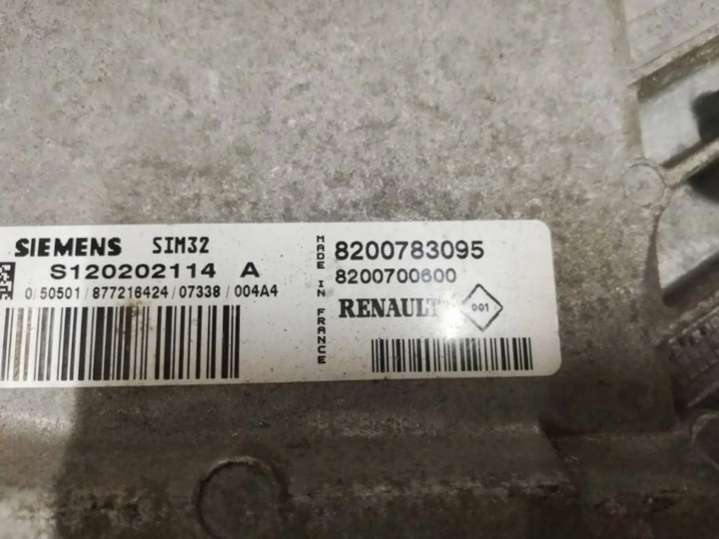 SIEMENS SIM32
S120202114 A
0/50501/877216424/07338/004A4
MADE IN FRANCE
8200783095
8200700600
RENAULT 001